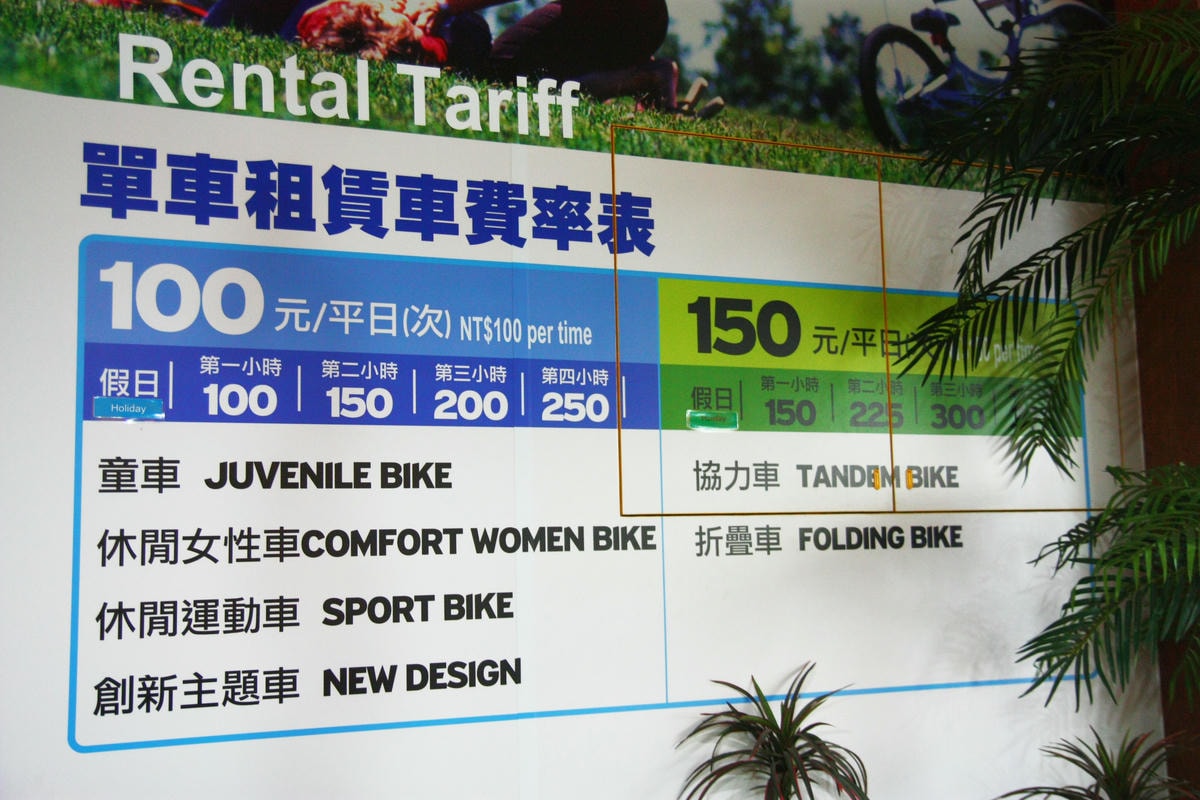 Rental Tariff
單車租賃車費率表
100 元/平日(次) NT$100 per time
假日 第一小時 第二小時 第三小時 第四小時
Holiday 100 150 200 250
童車 JUVENILE BIKE
休閒女性車COMFORT WOMEN BIKE
休閒運動車 SPORT BIKE
創新主題車 NEW DESIGN
150 元/平日 per time
假日 第一小時 第二小時 第三小時
150 225 300
協力車 TANDEM BIKE
折疊車 FOLDING BIKE